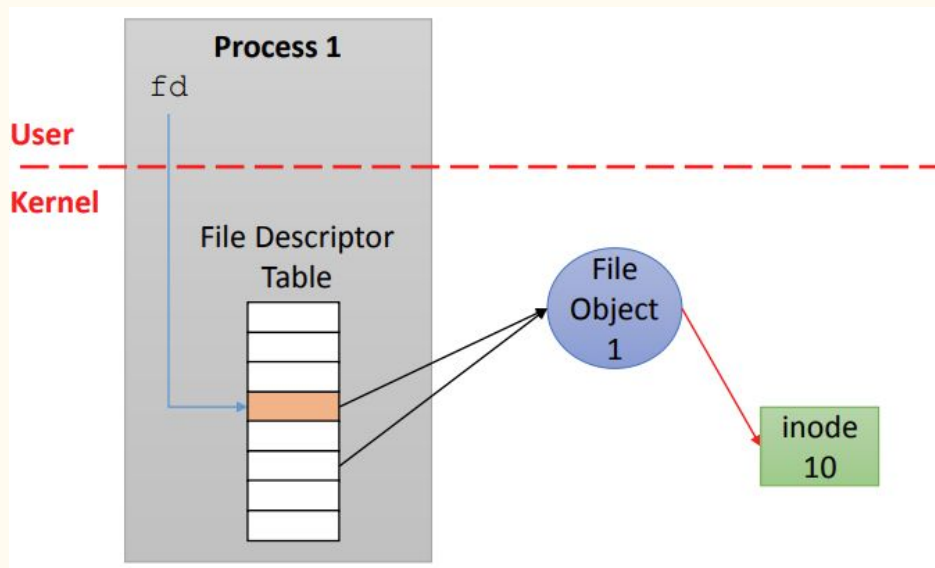 Process 1
fd
User
Kernel
File Descriptor
Table
File
Object
1
inode
10